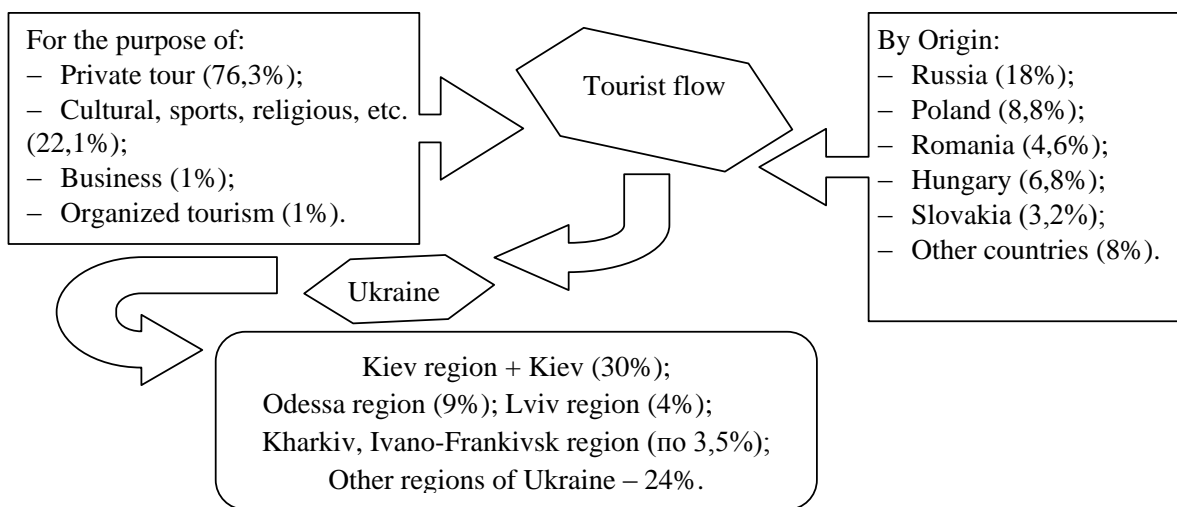 For the purpose of:
– Private tour (76,3%);
– Cultural, sports, religious, etc.
(22,1%);
– Business (1%);
– Organized tourism (1%).
Tourist flow
By Origin:
– Russia (18%);
– Poland (8,8%);
– Romania (4,6%);
– Hungary (6,8%);
– Slovakia (3,2%);
– Other countries (8%).
Ukraine
Kiev region + Kiev (30%);
Odessa region (9%); Lviv region (4%);
Kharkiv, Ivano-Frankivsk region (по 3,5%);
Other regions of Ukraine – 24%.